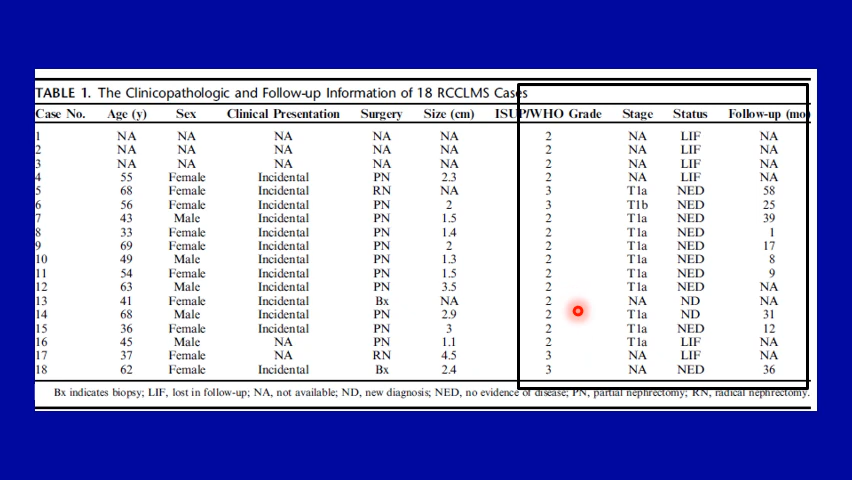 TABLE 1. The Clinicopathologic and Follow-up Information of 18 RCCLMS Cases
Case No. Age (y) Sex Clinical Presentation Surgery Size (cm) ISUP/WHO Grade Stage Status Follow-up (mo)
1 NA NA NA NA NA 2 NA LIF NA
2 NA NA NA NA NA 2 NA LIF NA
3 NA NA NA NA NA 2 NA LIF NA
4 55 Female Incidental PN 2.3 2 NA LIF NA
5 68 Female Incidental RN NA 3 T1a NED 58
6 56 Female Incidental PN 2 3 T1b NED 25
7 43 Male Incidental PN 1.5 2 T1a NED 39
8 33 Female Incidental PN 1.4 2 T1a NED 1
9 69 Female Incidental PN 2 2 T1a NED 17
10 49 Male Incidental PN 1.3 2 T1a NED 8
11 54 Female Incidental PN 1.5 2 T1a NED 9
12 63 Male Incidental PN 3.5 2 T1a NED NA
13 41 Female Incidental Bx NA 2 NA ND NA
14 68 Male Incidental PN 2.9 2 T1a ND 31
15 36 Female Incidental PN 3 2 T1a NED 12
16 45 Male NA PN 1.1 2 T1a LIF NA
17 37 Female NA RN 4.5 3 NA LIF NA
18 62 Female Incidental Bx 2.4 3 NA NED 36
Bx indicates biopsy; LIF, lost in follow-up; NA, not available; ND, new diagnosis; NED, no evidence of disease; PN, partial nephrectomy; RN, radical nephrectomy.